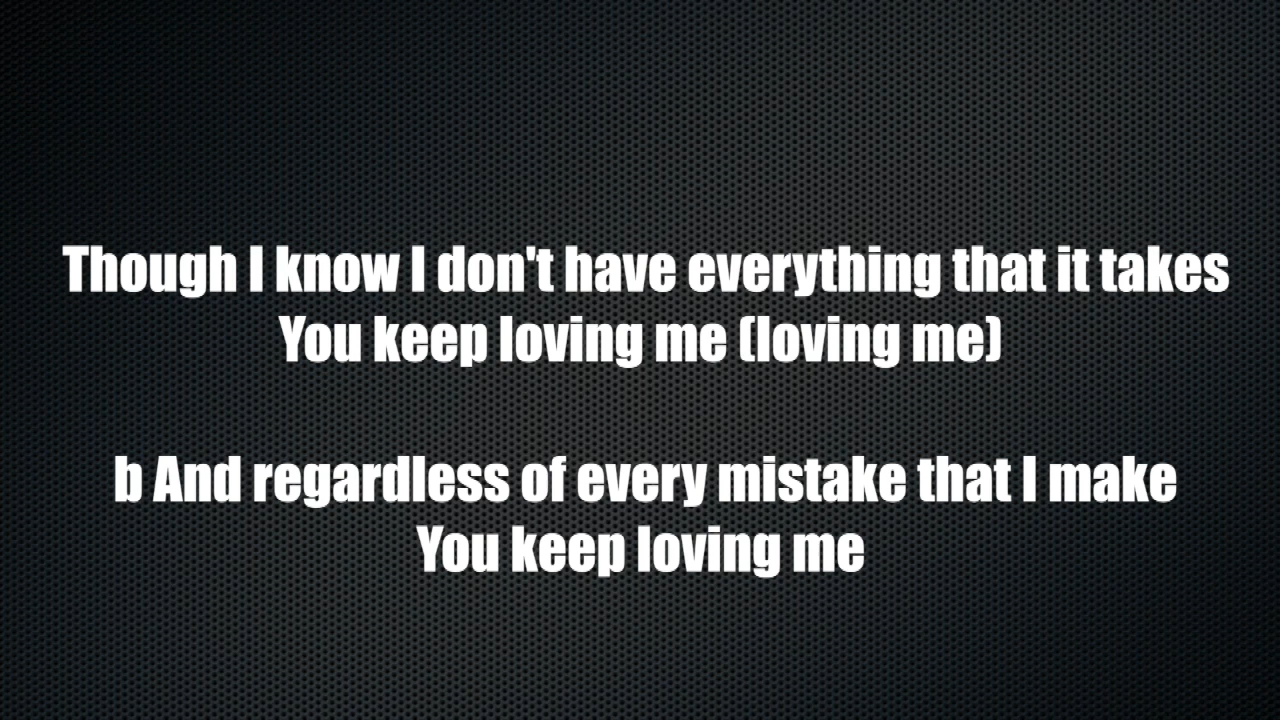 Though I know I don't have everything that it takes
You keep loving me (loving me)
b And regardless of every mistake that I make
You keep loving me